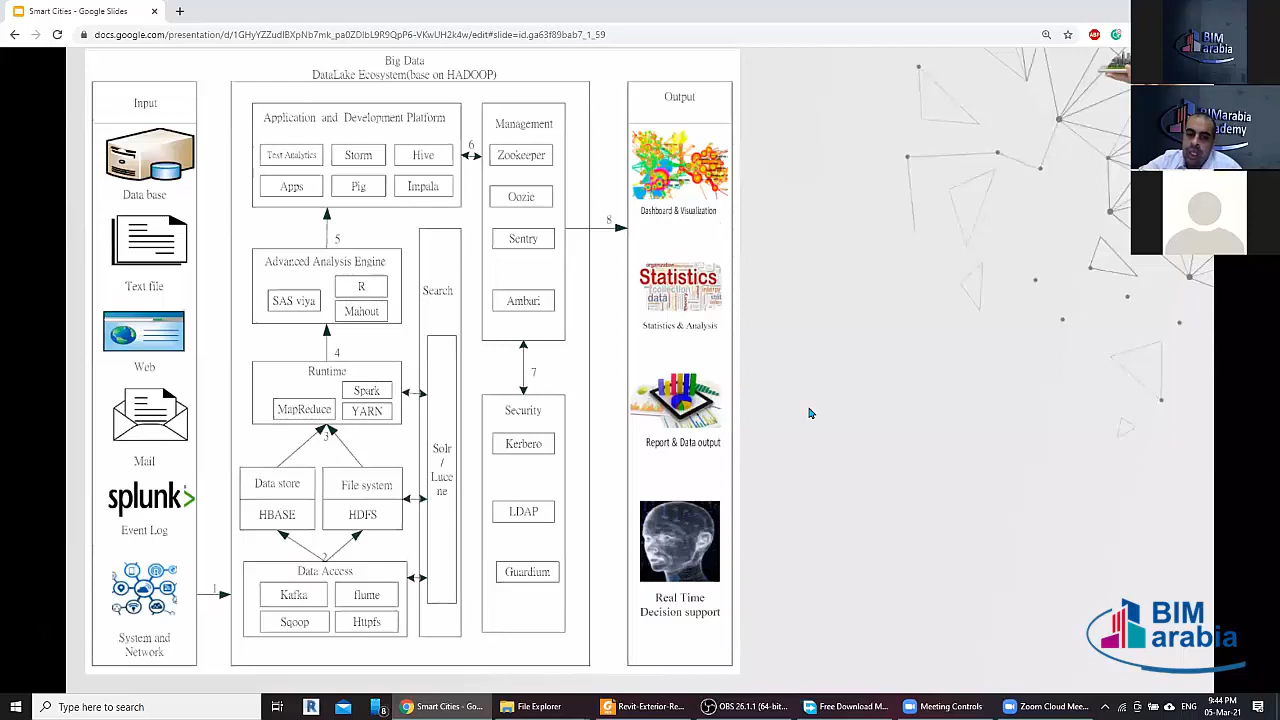 Smart Cities - Google Slides
docs.google.com/presentation/d/1GHyYZZudIBXpNb7mk_pa0ZDlbL9R9QpP6-VKwUH2k4w/edit#slide=id.ga63f89bab7_1_59
Big Data
DataLake Ecosystem(base on HADOOP)
Input
Data base
Text file
Web
Mail
splunk>
Event Log
System and
Network
1
Application and Development Platform
Text Analytics
Storm
Hive
Apps
Pig
Impala
5
Advanced Analysis Engine
SAS viya
R
Mahout
4
Runtime
Spark
MapReduce
YARN
3
Data store
HBASE
File system
HDFS
2
Data Access
Kafka
flume
Sqoop
Httpfs
Search
Solr
/
Luce
ne
6
Management
Zookeeper
Oozie
Sentry
Ambari
7
Security
Kerbero
LDAP
Guardium
8
Output
Dashboard & Visualization
Statistics
collection
data
Statistics & Analysis
Report & Data output
Real Time
Decision support
BIM
arabia
BIMarabia
BIM
arabia
Type here to search
Smart Cities - Goo...
File Explorer
Revit-Exterior-Re...
OBS 26.1.1 (64-bit...
Free Download M...
Meeting Controls
Zoom Cloud Mee...
9:44 PM
05-Mar-21